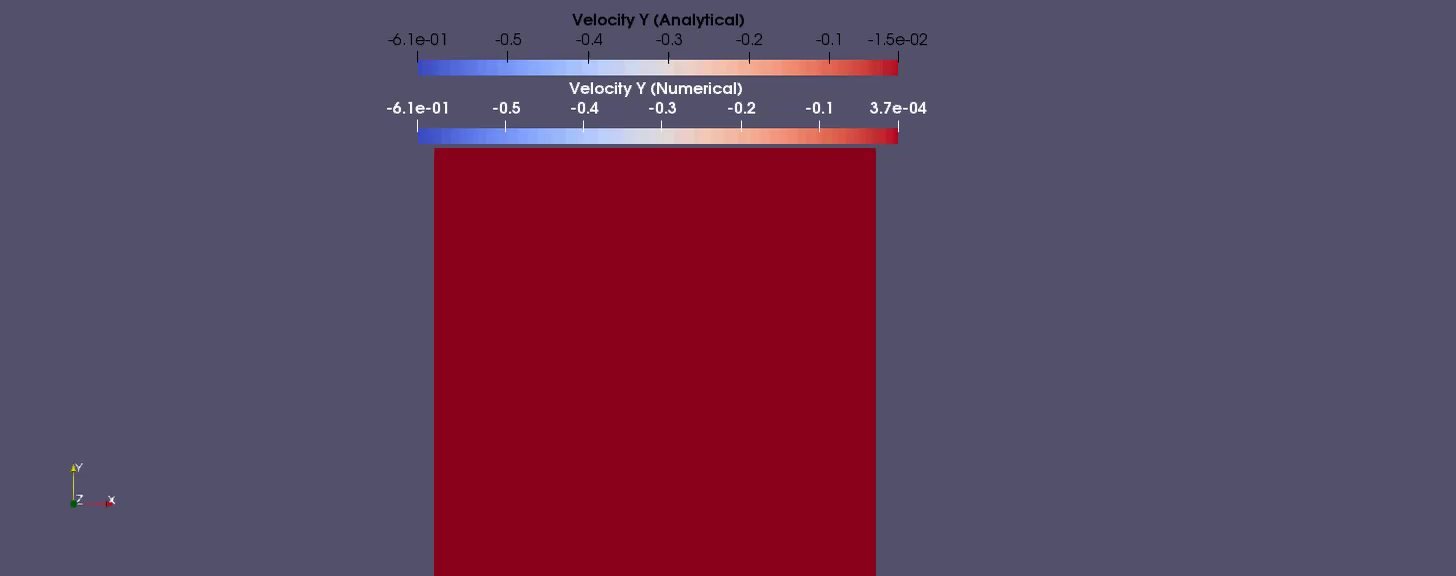 Velocity Y (Analytical)
-6.1e-01 -0.5 -0.4 -0.3 -0.2 -0.1 -1.5e-02
Velocity Y (Numerical)
-6.1e-01 -0.5 -0.4 -0.3 -0.2 -0.1 3.7e-04
Y
Z X